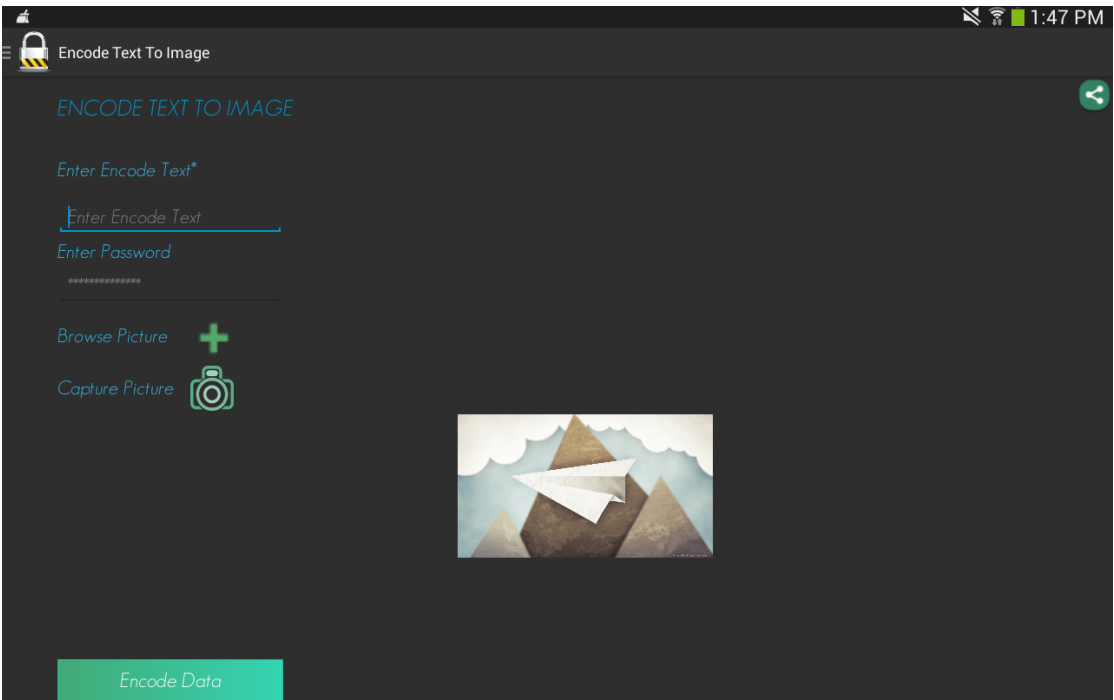 1:47 PM
Encode Text To Image
ENCODE TEXT TO IMAGE
Enter Encode Text*
Enter Encode Text
Enter Password
**************
Browse Picture
Capture Picture
Encode Data